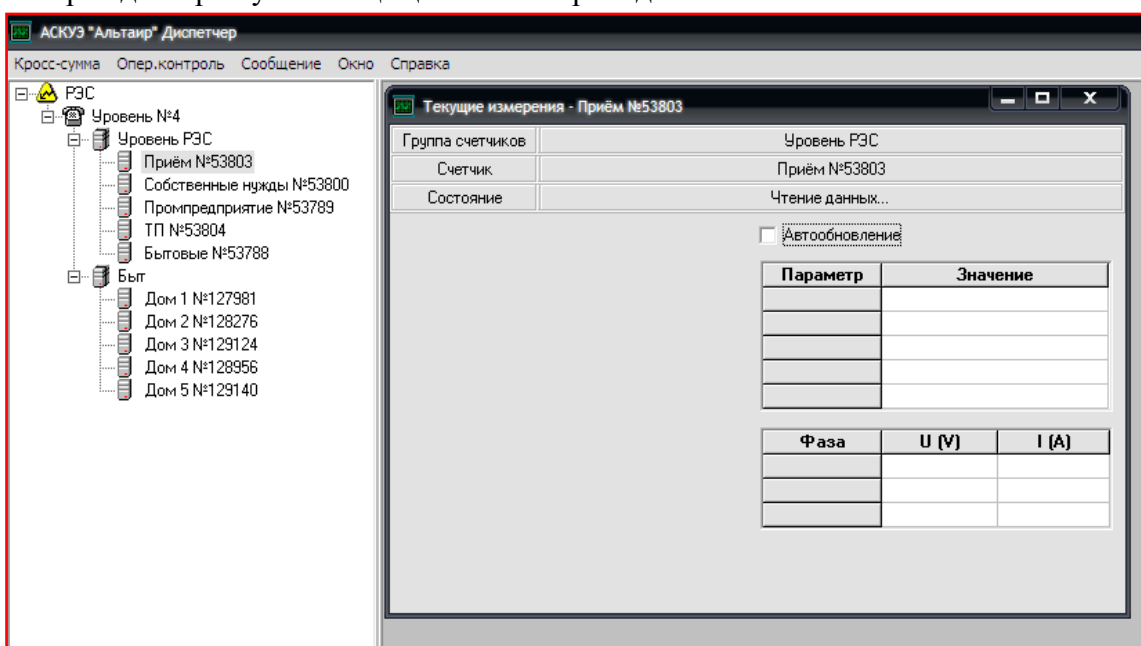 АСКУЭ "Альтаир" Диспетчер
Кросс-сумма Опер.контроль Сообщение Окно Справка
РЭС
Уровень №4
Уровень РЭС
Приём №53803
Собственные нужды №53800
Промпредприятие №53789
ТП №53804
Бытовые №53788
Быт
Дом 1 №127981
Дом 2 №128276
Дом 3 №129124
Дом 4 №128956
Дом 5 №129140
Текущие измерения - Приём №53803
Группа счетчиков Уровень РЭС
Счетчик Приём №53803
Состояние Чтение данных...
Автообновление
Параметр Значение
Фаза U (V) I (A)